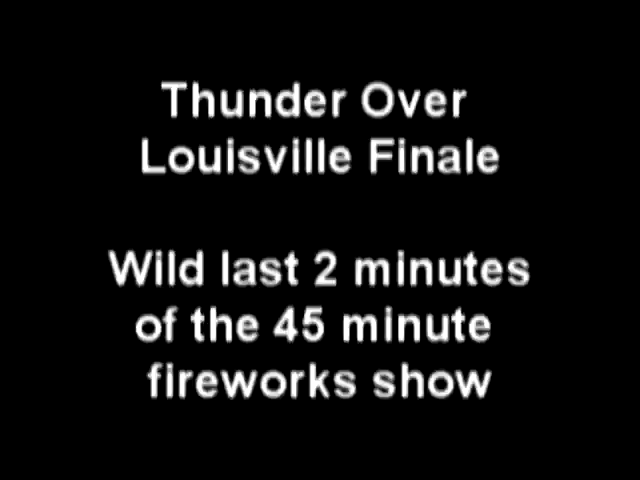 Thunder Over
Louisville Finale
Wild last 2 minutes
of the 45 minute
fireworks show